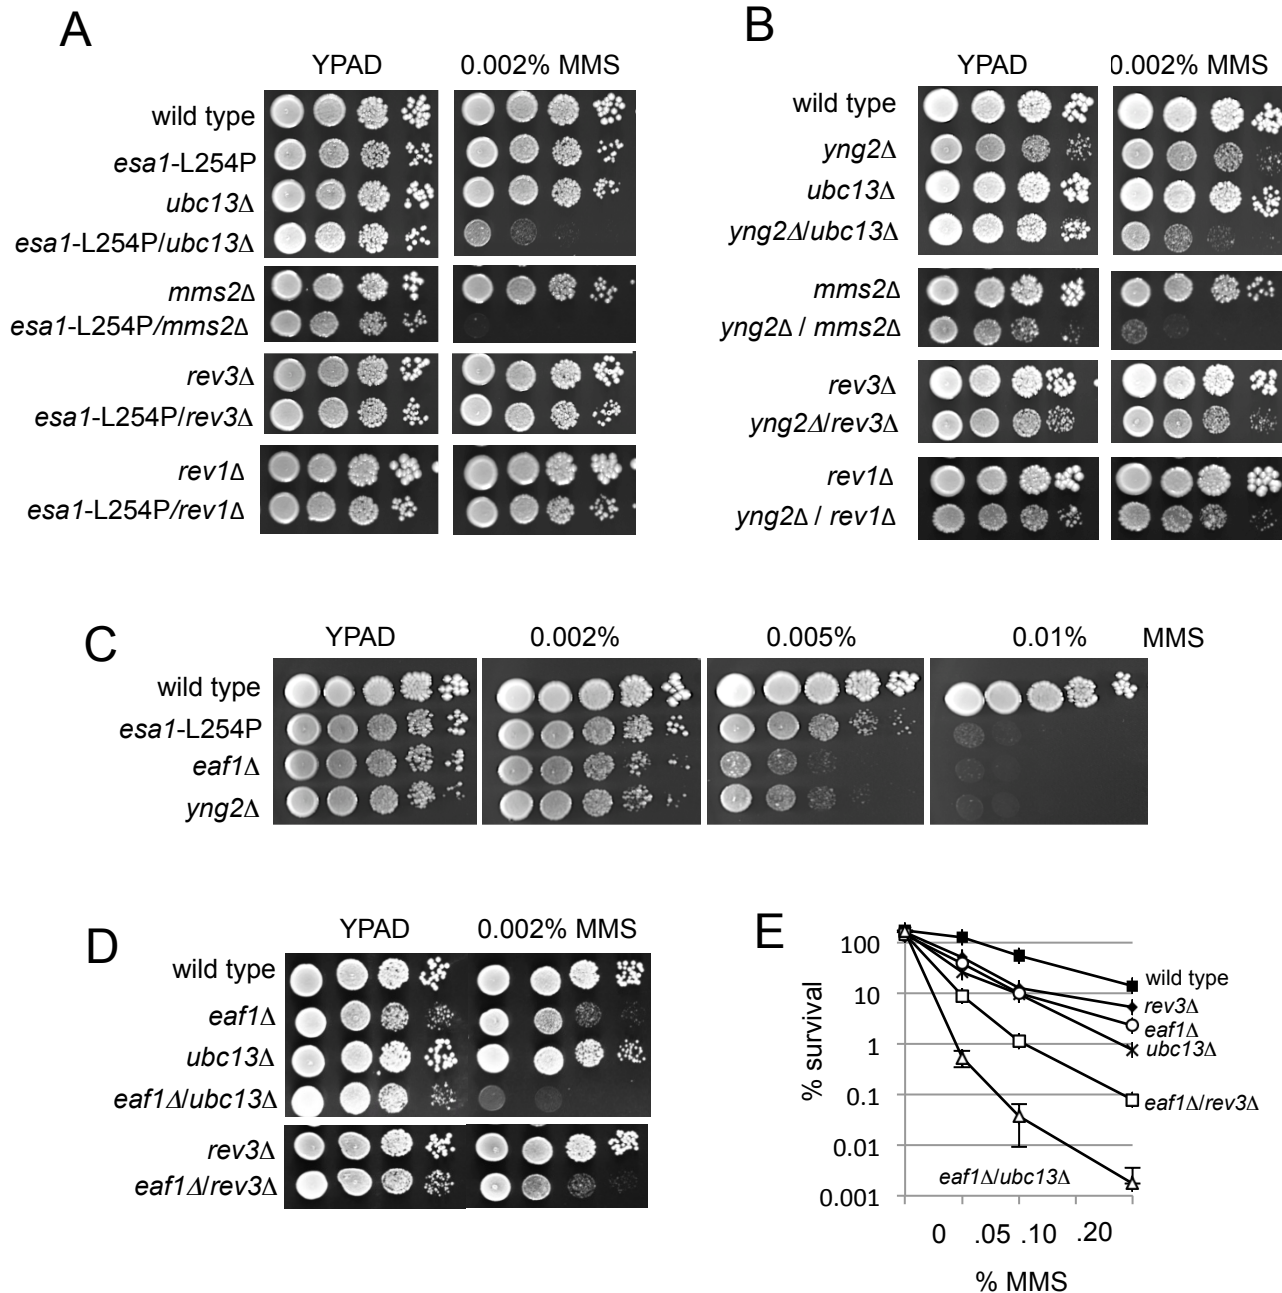 A
YPAD 0.002% MMS
wild type
esa1-L254P
ubc13Δ
esa1-L254P/ubc13Δ
mms2Δ
esa1-L254P/mms2Δ
rev3Δ
esa1-L254P/rev3Δ
rev1Δ
esa1-L254P/rev1Δ
B
YPAD 0.002% MMS
wild type
yng2Δ
ubc13Δ
yng2Δ/ubc13Δ
mms2Δ
yng2Δ / mms2Δ
rev3Δ
yng2Δ/rev3Δ
rev1Δ
yng2Δ / rev1Δ
C
YPAD 0.002% 0.005% 0.01% MMS
wild type
esa1-L254P
eaf1Δ
yng2Δ
D
YPAD 0.002% MMS
wild type
eaf1Δ
ubc13Δ
eaf1Δ/ubc13Δ
rev3Δ
eaf1Δ/rev3Δ
E
% survival
100
10
1
0.1
0.01
0.001
wild type
rev3Δ
eaf1Δ
ubc13Δ
eaf1Δ/rev3Δ
eaf1Δ/ubc13Δ
0 .05 .10 .20
% MMS